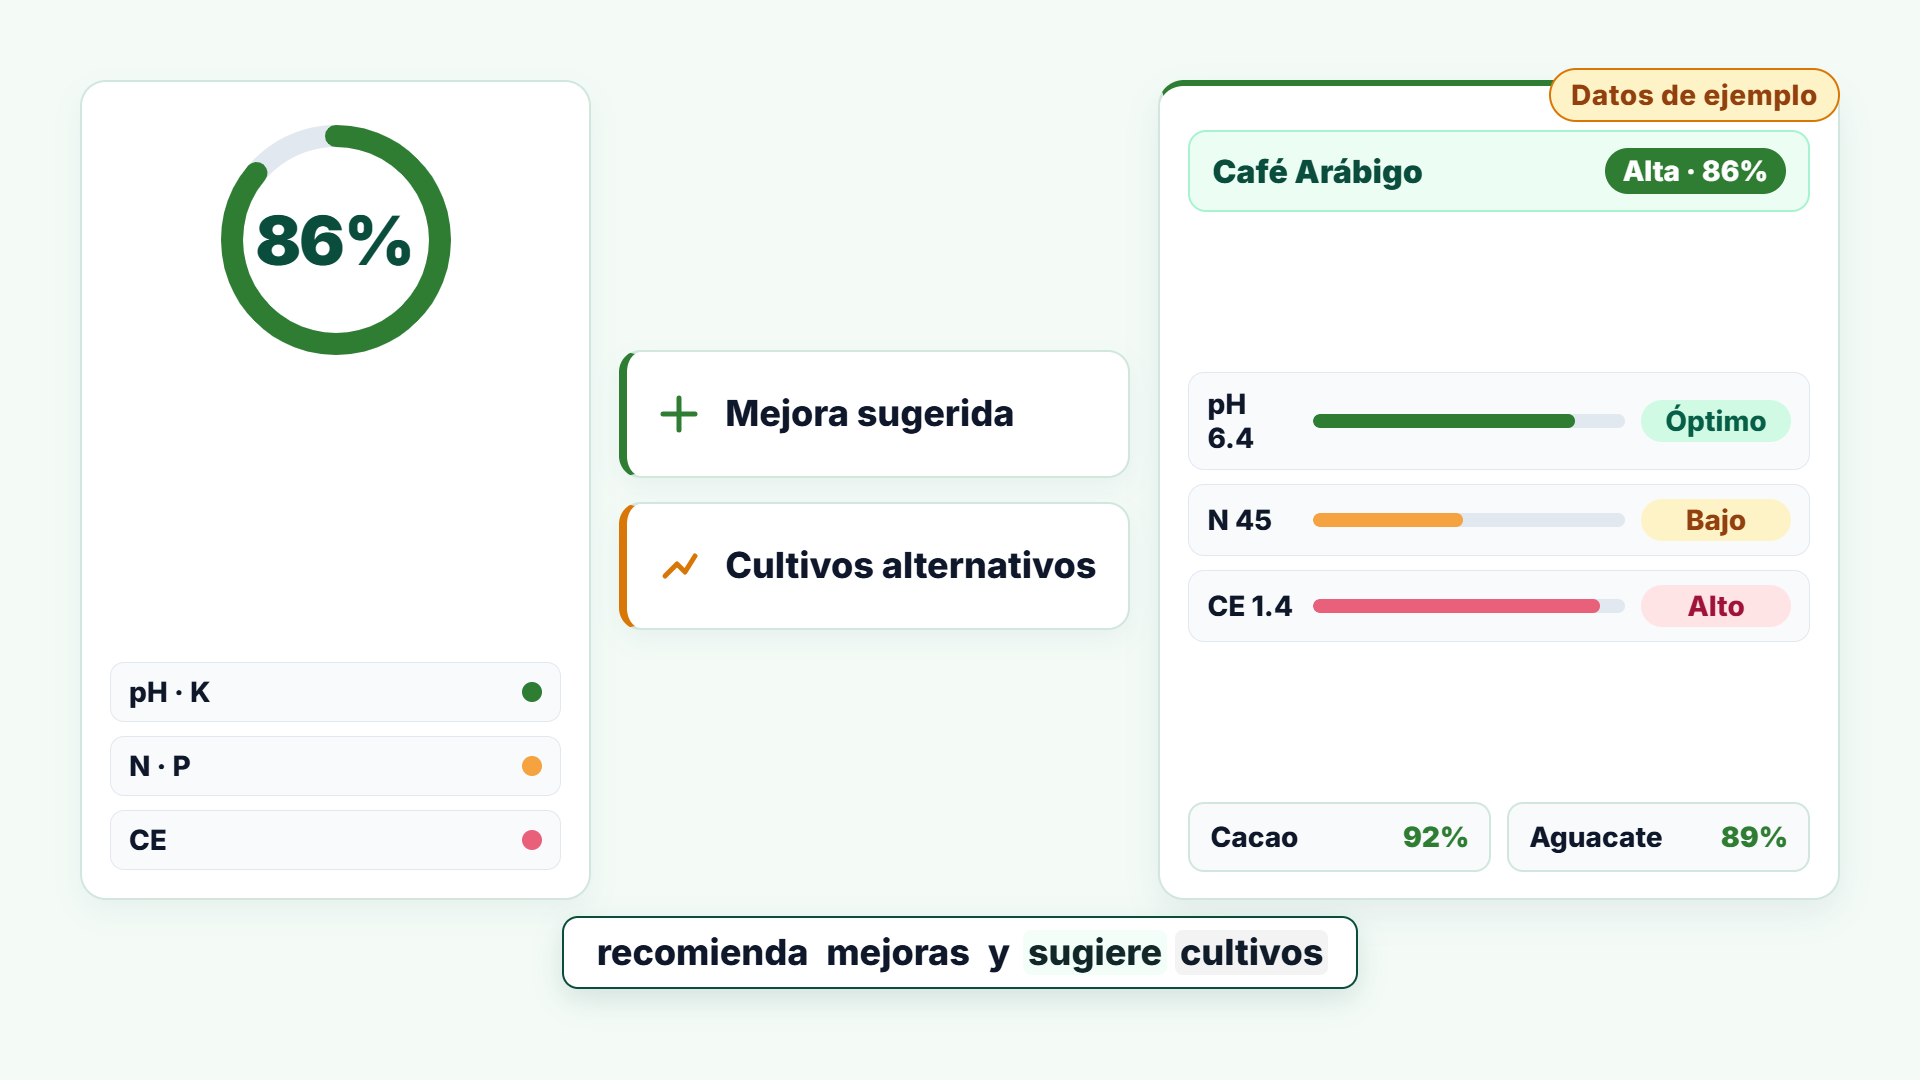 86%
pH · K
N · P
CE
Mejora sugerida
Cultivos alternativos
Datos de ejemplo
Café Arábigo
Alta · 86%
pH
6.4
Óptimo
N 45
Bajo
CE 1.4
Alto
Cacao
92%
Aguacate
89%
recomienda mejoras y sugiere cultivos